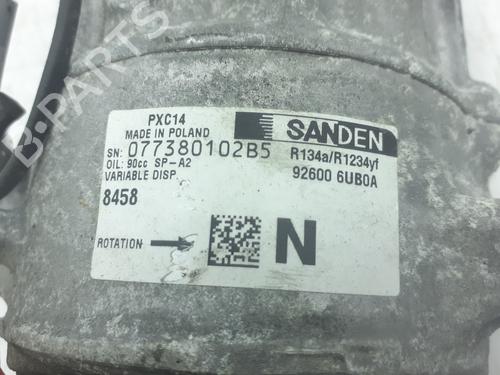 PXC14
MADE IN POLAND
SANDEN
SN: 077380102B5
R134a/R1234yf
OIL: 90cc SP-A2
92600 6UB0A
VARIABLE DISP.
8458
ROTATION
N
B-PARTS